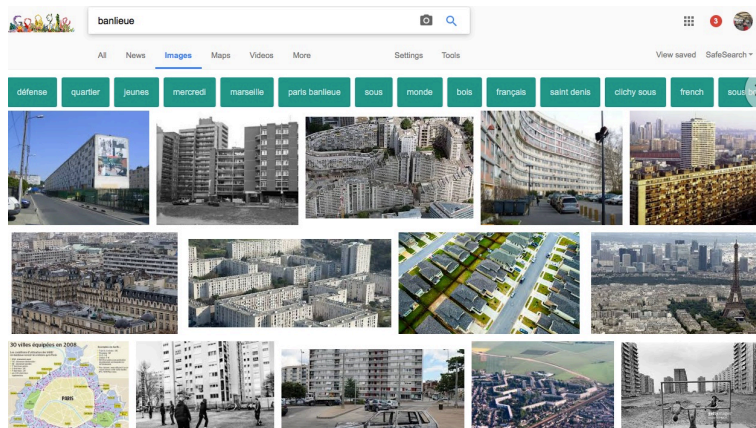 Google
banlieue
3
All News Images Maps Videos More Settings Tools View saved SafeSearch
défense quartier jeunes mercredi marseille paris banlieue sous monde bois français saint denis clichy sous french sous
30 villes équipées en 2008
PARIS